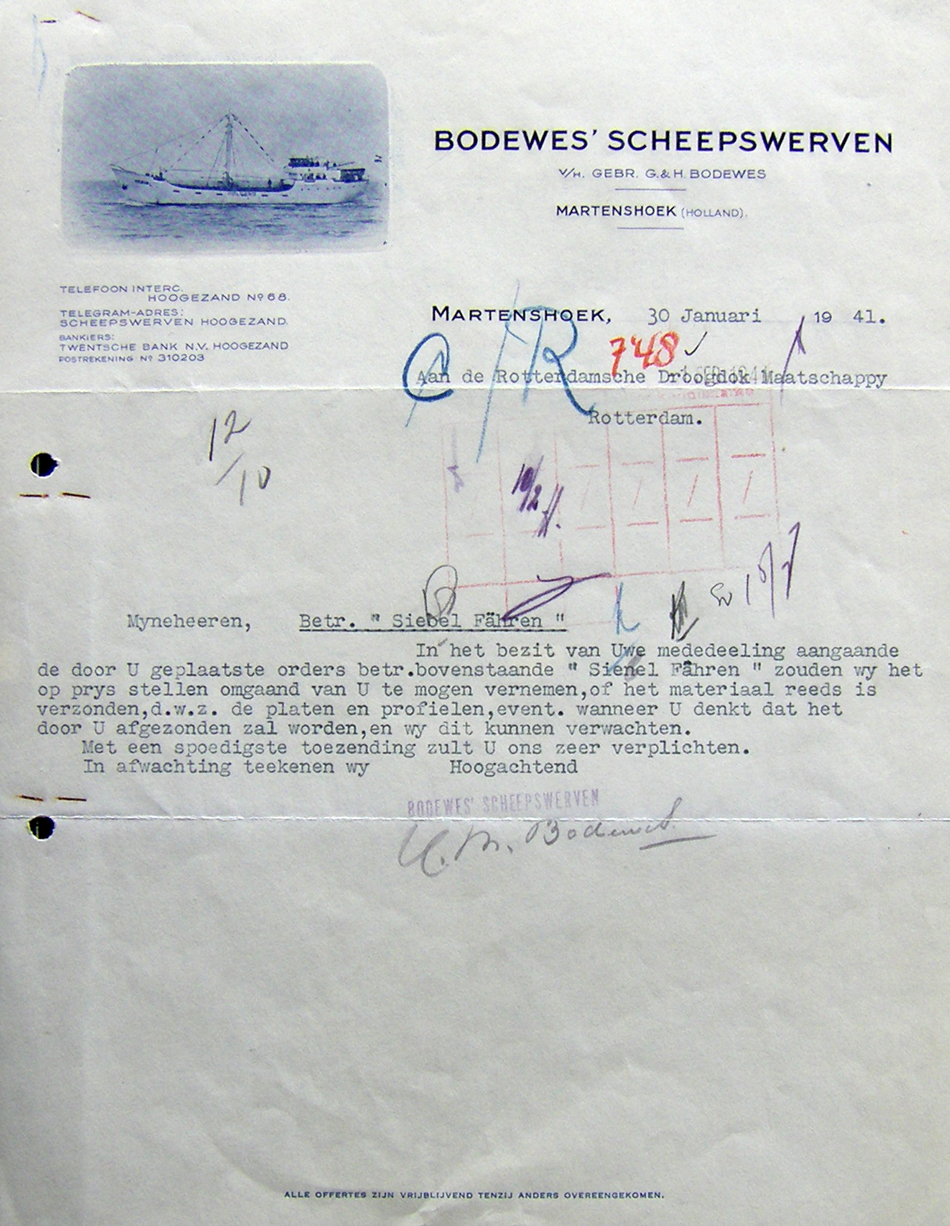 BODEWES' SCHEEPSWERVEN
V/H. GEBR. G. & H. BODEWES
MARTENSHOEK (HOLLAND).
TELEFOON INTERC.
HOOGEZAND Nº 68.
TELEGRAM-ADRES:
SCHEEPSWERVEN HOOGEZAND.
BANKIERS:
TWENTSCHE BANK N.V. HOOGEZAND
POSTREKENING Nº 310203
MARTENSHOEK, 30 Januari 19 41.
C R 748
Aan de Rotterdamsche Droogdok Maatschappy
Rotterdam.
12/10
10/2
Myneheeren, Betr. " Siebel Fähren "
In het bezit van Uwe mededeeling aangaande
de door U geplaatste orders betr.bovenstaande " Sienel Fähren " zouden wy het
op prys stellen omgaand van U te mogen vernemen,of het materiaal reeds is
verzonden,d.w.z. de platen en profielen,event. wanneer U denkt dat het
door U afgezonden zal worden,en wy dit kunnen verwachten.
Met een spoedigste toezending zult U ons zeer verplichten.
In afwachting teekenen wy Hoogachtend
BODEWES' SCHEEPSWERVEN
Bodewes
ALLE OFFERTES ZIJN VRIJBLIJVEND TENZIJ ANDERS OVEREENGEKOMEN.